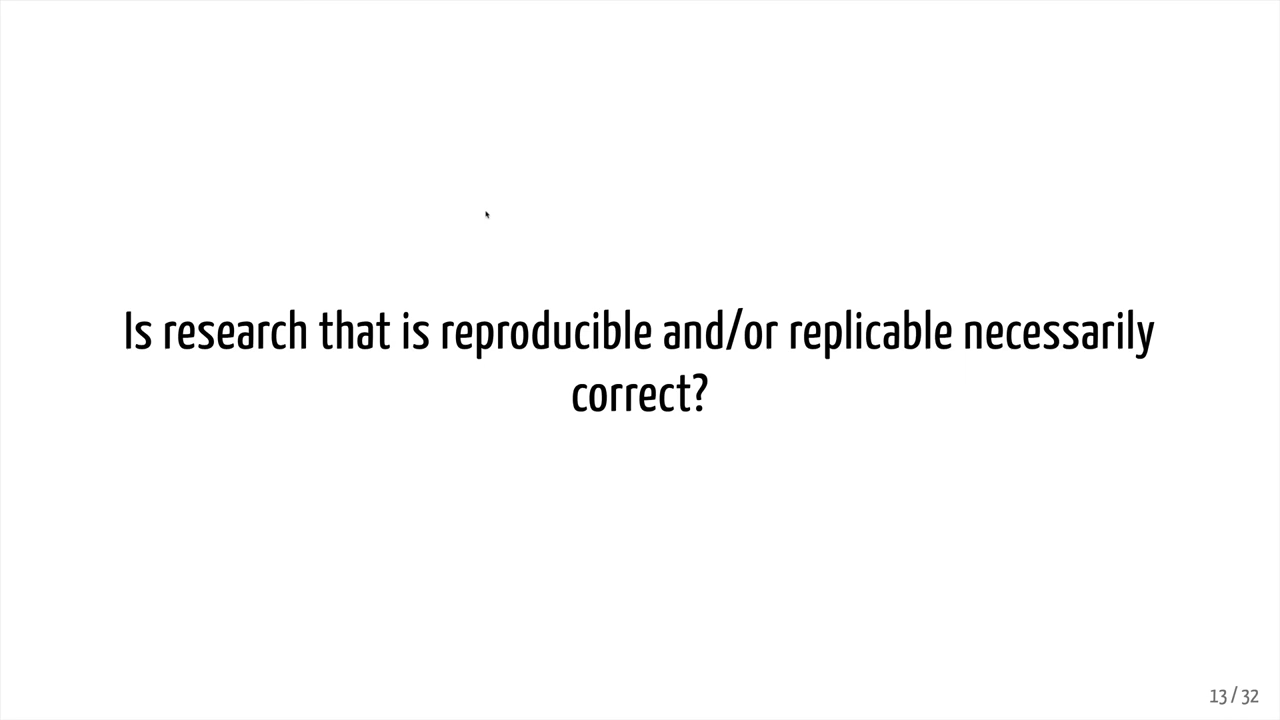 Is research that is reproducible and/or replicable necessarily
correct?
13 / 32